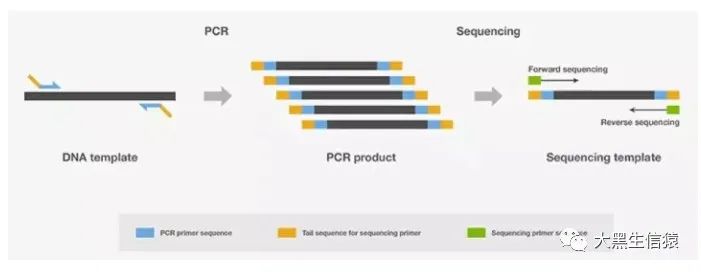 PCR
Sequencing
Forward sequencing
Reverse sequencing
DNA template
PCR product
Sequencing template
PCR primer sequence
Tail sequence for sequencing primer
Sequencing primer sequence
大黑生信猿